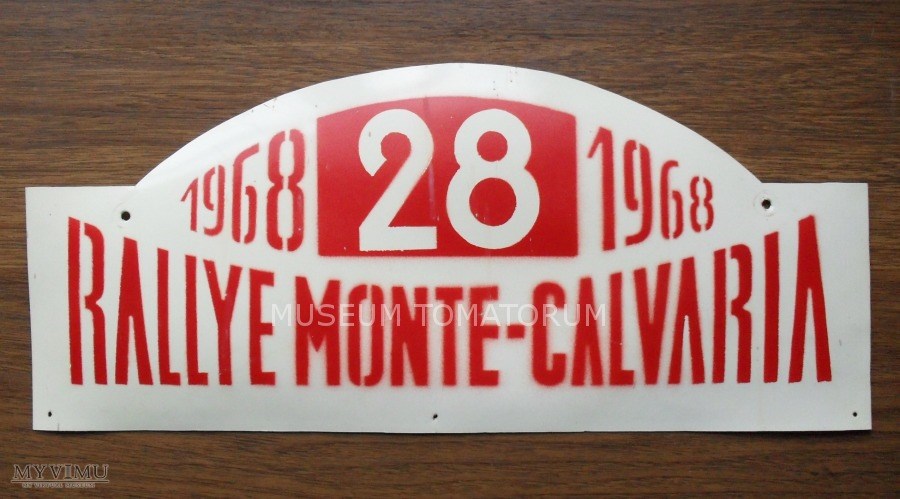 1968 28 1968
RALLYE MONTE-CALVARIA
MUSEUM TOMATORUM
MYVIMU